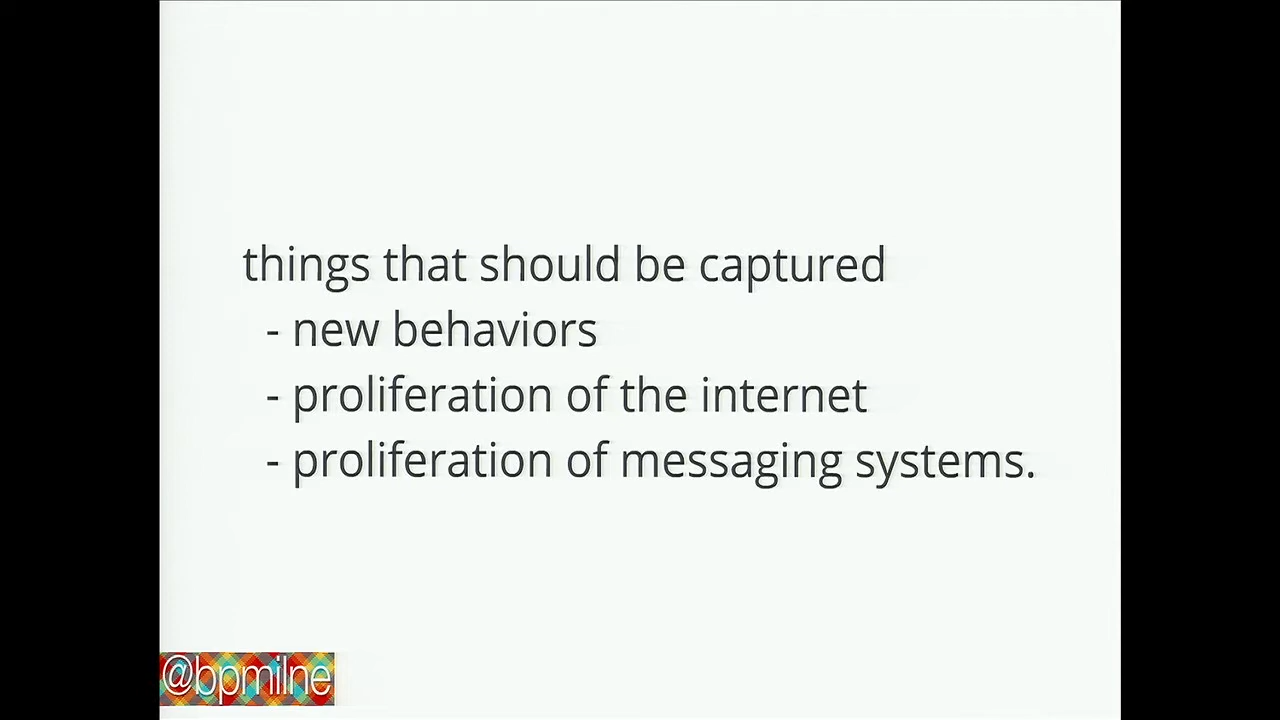 things that should be captured
- new behaviors
- proliferation of the internet
- proliferation of messaging systems.
@bpmilne